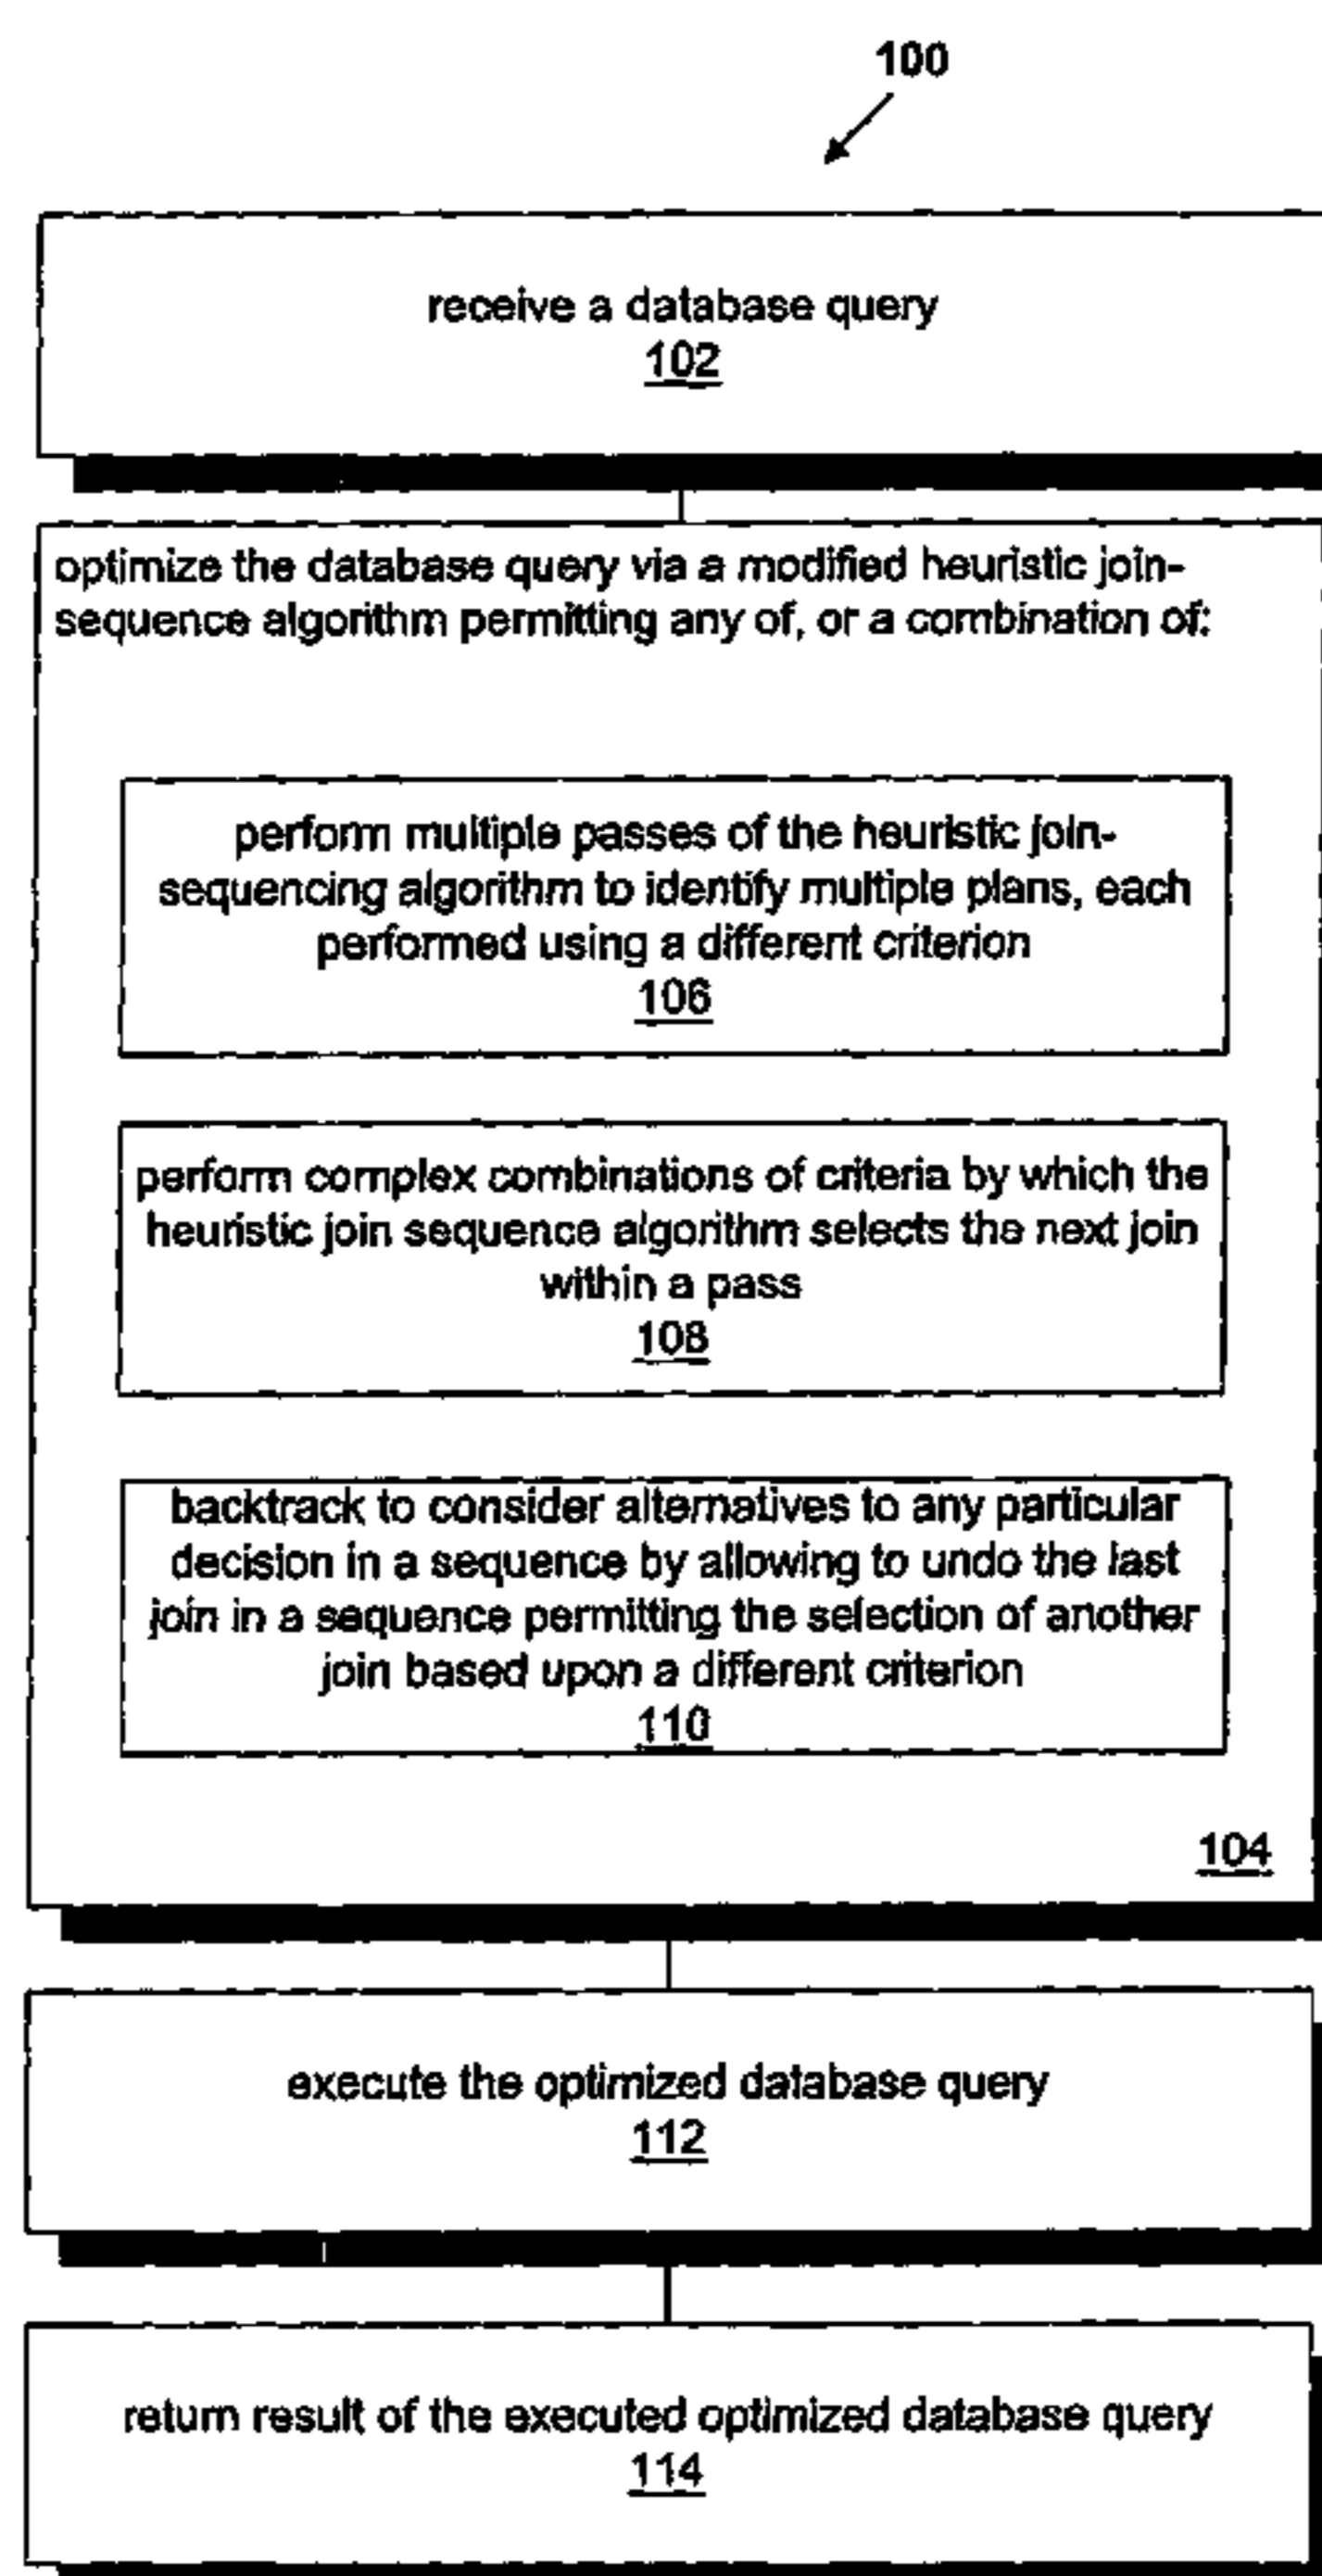 100
receive a database query
102
optimize the database query via a modified heuristic join-
sequence algorithm permitting any of, or a combination of:
perform multiple passes of the heuristic join-
sequencing algorithm to identify multiple plans, each
performed using a different criterion
106
perform complex combinations of criteria by which the
heuristic join sequence algorithm selects the next join
within a pass
108
backtrack to consider alternatives to any particular
decision in a sequence by allowing to undo the last
join in a sequence permitting the selection of another
join based upon a different criterion
110
104
execute the optimized database query
112
return result of the executed optimized database query
114